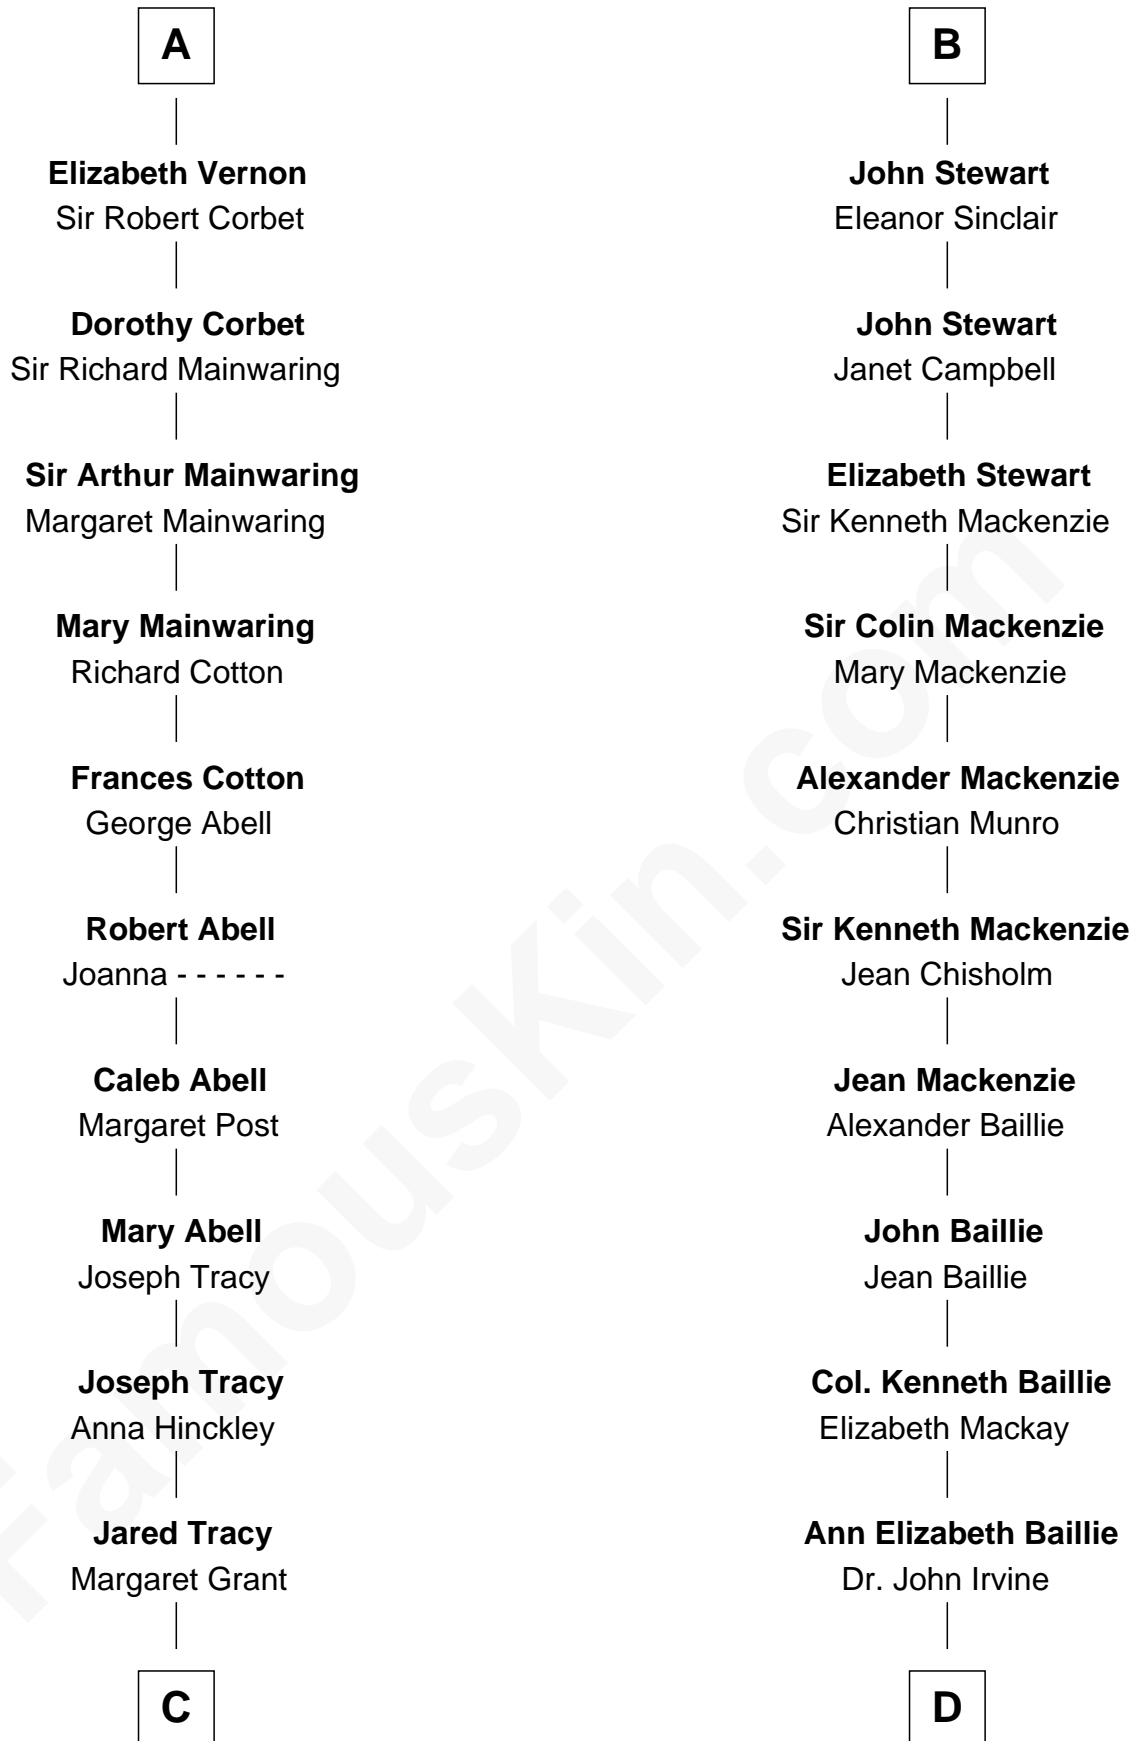 A
Elizabeth Vernon
Sir Robert Corbet
Dorothy Corbet
Sir Richard Mainwaring
Sir Arthur Mainwaring
Margaret Mainwaring
Mary Mainwaring
Richard Cotton
Frances Cotton
George Abell
Robert Abell
Joanna - - - - - -
Caleb Abell
Margaret Post
Mary Abell
Joseph Tracy
Joseph Tracy
Anna Hinckley
Jared Tracy
Margaret Grant
C
B
John Stewart
Eleanor Sinclair
John Stewart
Janet Campbell
Elizabeth Stewart
Sir Kenneth Mackenzie
Sir Colin Mackenzie
Mary Mackenzie
Alexander Mackenzie
Christian Munro
Sir Kenneth Mackenzie
Jean Chisholm
Jean Mackenzie
Alexander Baillie
John Baillie
Jean Baillie
Col. Kenneth Baillie
Elizabeth Mackay
Ann Elizabeth Baillie
Dr. John Irvine
D
FamousKin.com